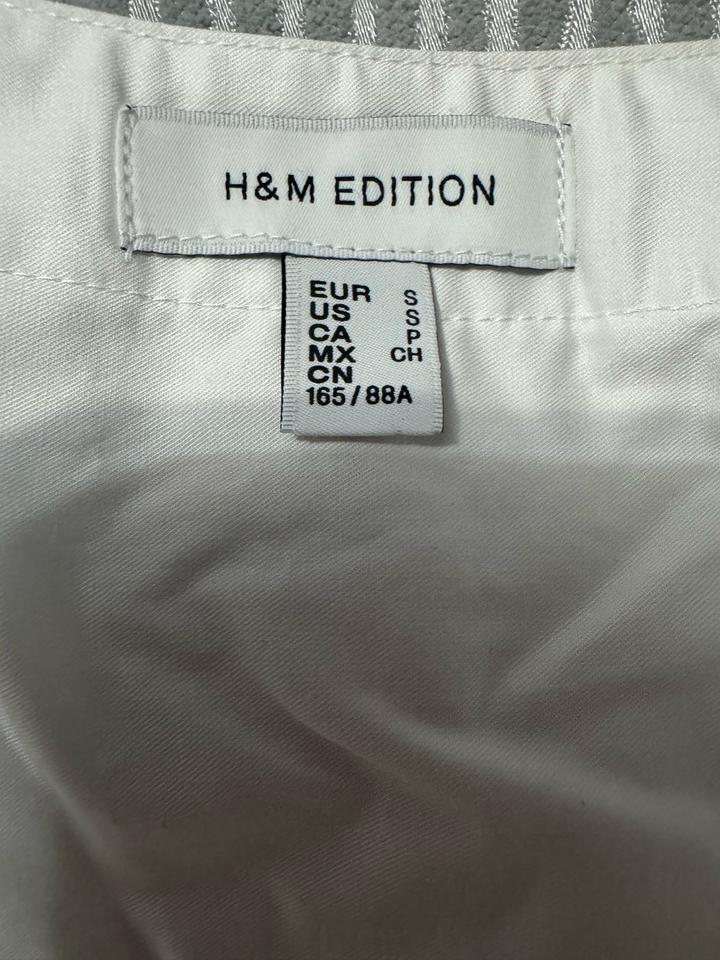 H&M EDITION
EUR S
US S
CA P
MX CH
CN
165/88A